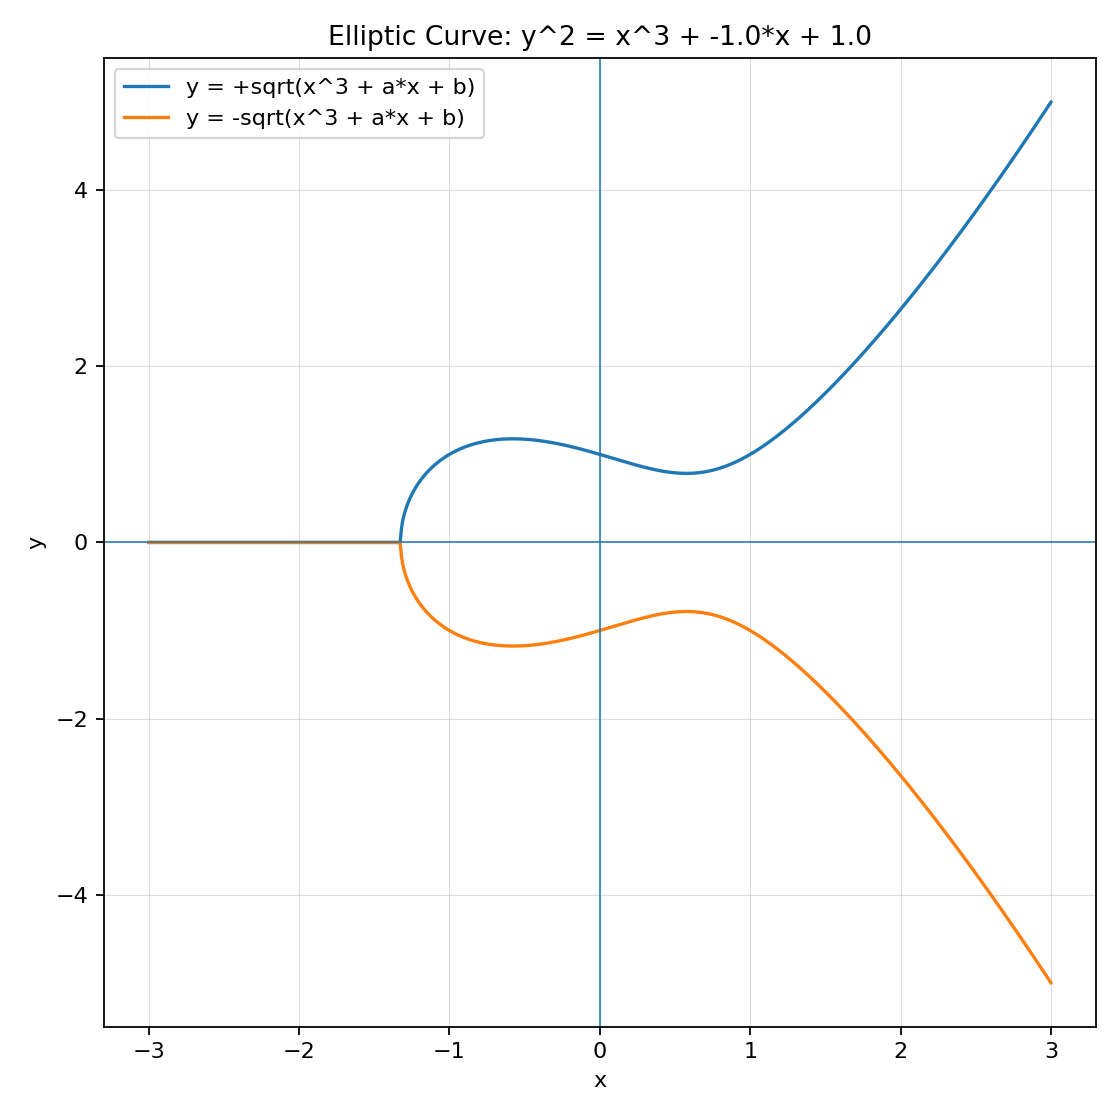 Elliptic Curve: y^2 = x^3 + -1.0*x + 1.0
y = +sqrt(x^3 + a*x + b)
y = -sqrt(x^3 + a*x + b)
4
2
0
−2
−4
y
−3 −2 −1 0 1 2 3
x